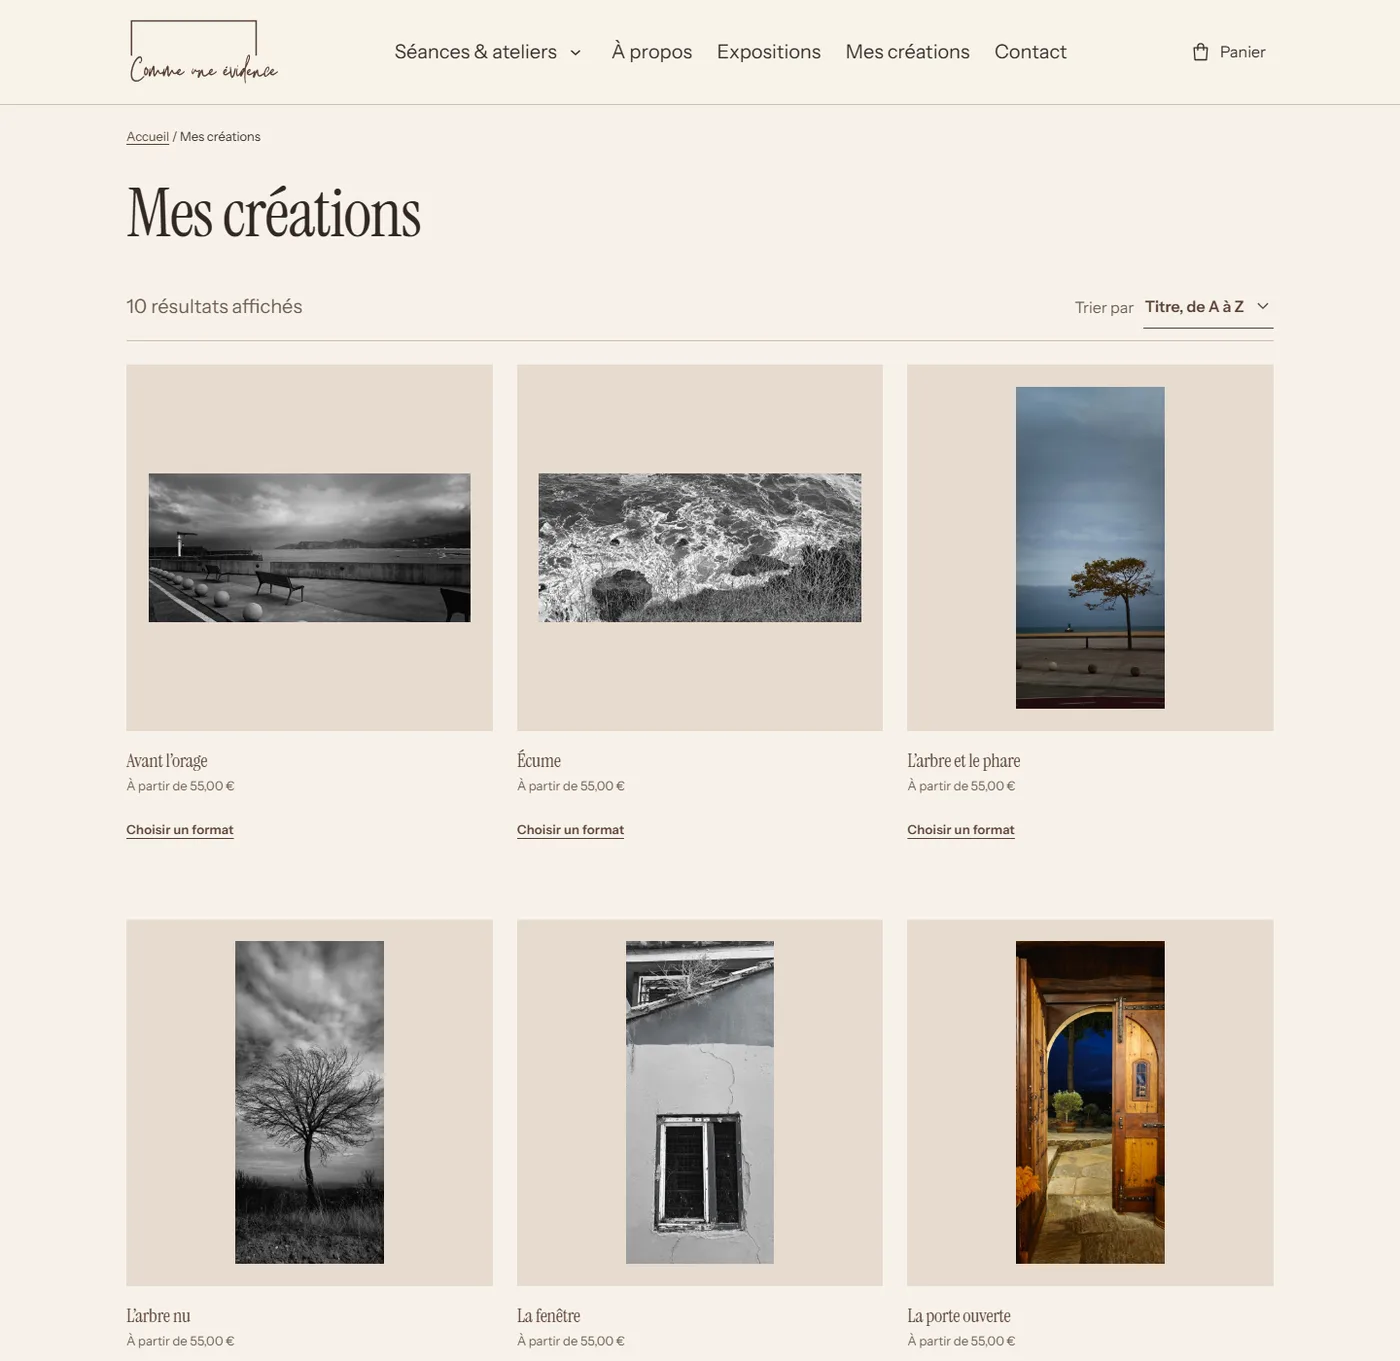 Comme une évidence
Séances & ateliers À propos Expositions Mes créations Contact Panier
Accueil / Mes créations
Mes créations
10 résultats affichés Trier par Titre, de A à Z
Avant l’orage Écume L’arbre et le phare
À partir de 55,00 € À partir de 55,00 € À partir de 55,00 €
Choisir un format Choisir un format Choisir un format
L’arbre nu La fenêtre La porte ouverte
À partir de 55,00 € À partir de 55,00 € À partir de 55,00 €